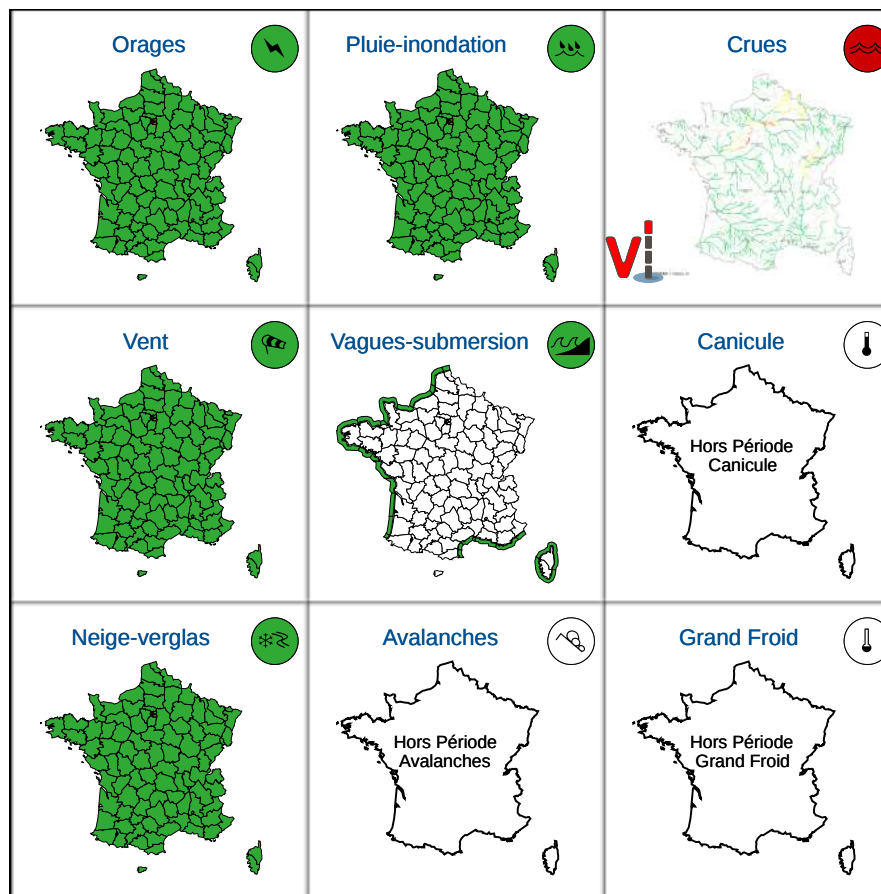 Orages
Pluie-inondation
Crues
Vi
Vent
Vagues-submersion
Canicule
Hors Période
Canicule
Neige-verglas
Avalanches
Grand Froid
Hors Période
Avalanches
Hors Période
Grand Froid